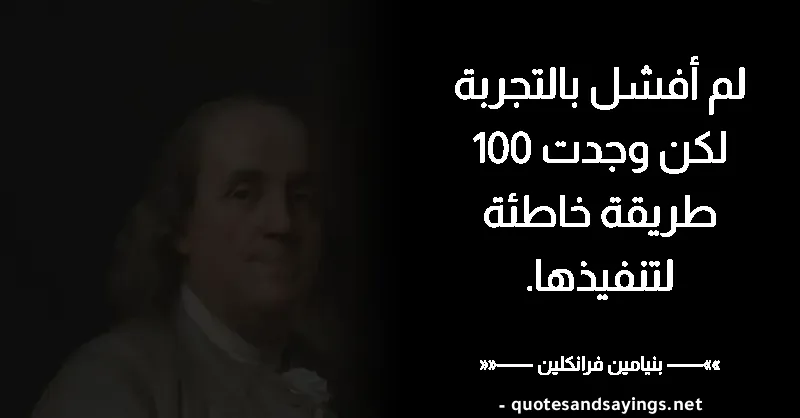 لم أفشل بالتجربة
لكن وجدت 100
طريقة خاطئة
لتنفيذها.
»»—— بنيامين فرانكلين ——««
- quotesandsayings.net